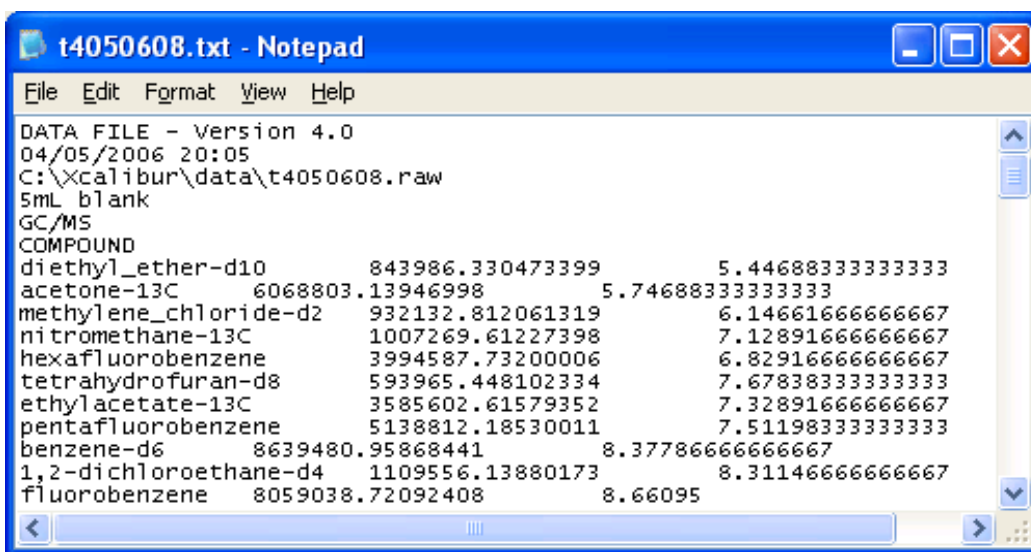 t4050608.txt - Notepad
File Edit Format View Help
DATA FILE - Version 4.0
04/05/2006 20:05
C:\Xcalibur\data\t4050608.raw
5mL blank
GC/MS
COMPOUND
diethyl_ether-d10 843986.330473399 5.44688333333333
acetone-13C 6068803.13946998 5.74688333333333
methylene_chloride-d2 932132.812061319 6.14661666666667
nitromethane-13C 1007269.61227398 7.12891666666667
hexafluorobenzene 3994587.73200006 6.82916666666667
tetrahydrofuran-d8 593965.448102334 7.67838333333333
ethylacetate-13C 3585602.61579352 7.32891666666667
pentafluorobenzene 5138812.18530011 7.51198333333333
benzene-d6 8639480.95868441 8.37786666666667
1,2-dichloroethane-d4 1109556.13880173 8.31146666666667
fluorobenzene 8059038.72092408 8.66095